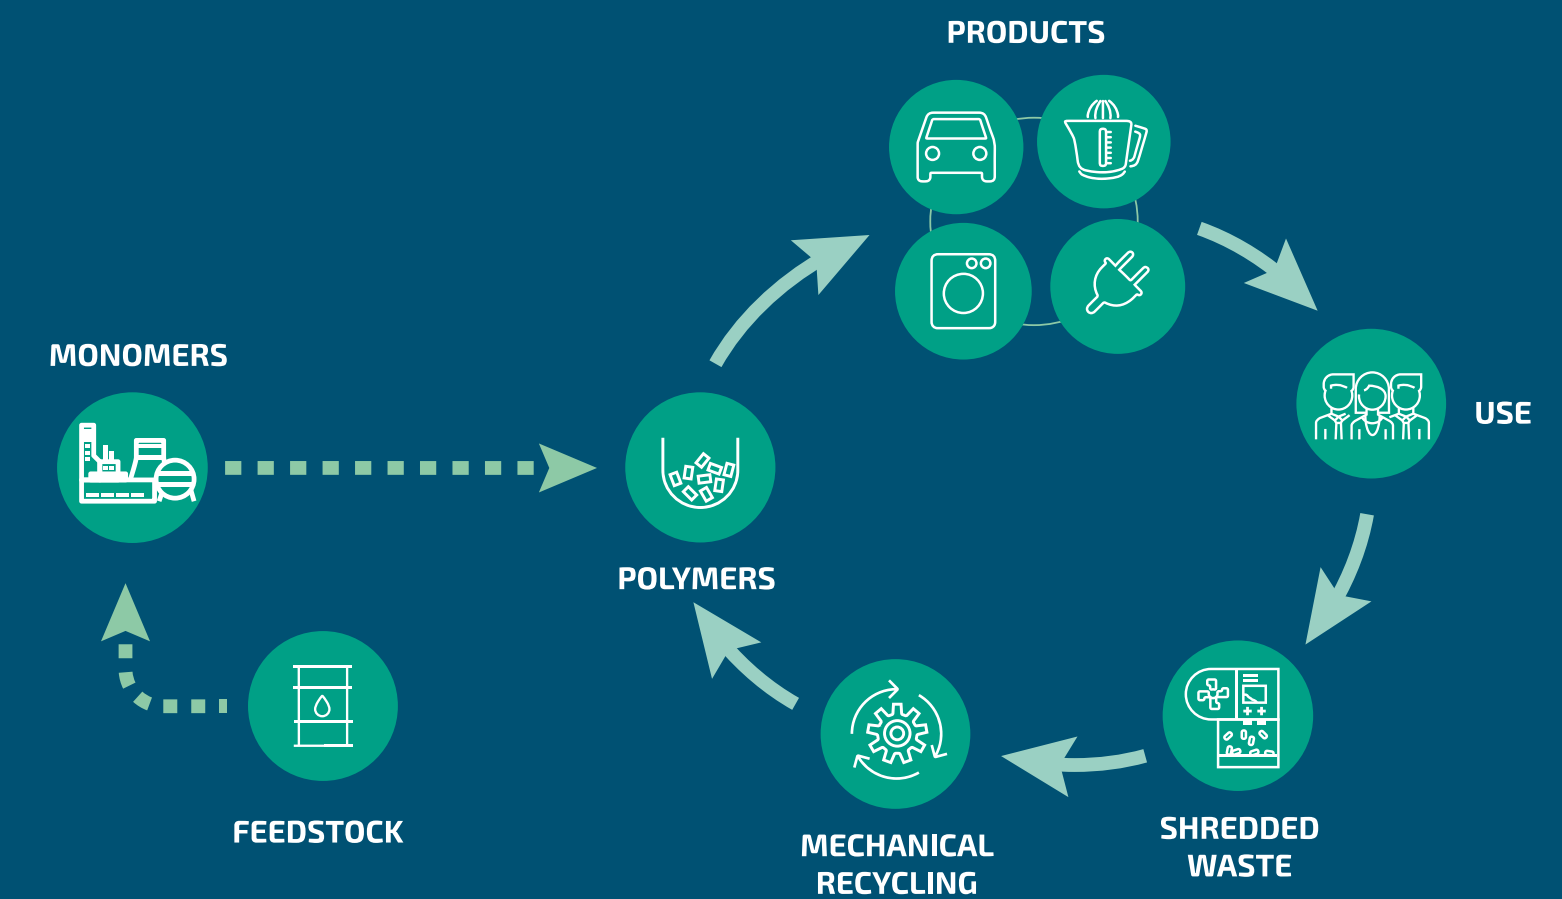 PRODUCTS
MONOMERS
USE
POLYMERS
FEEDSTOCK
MECHANICAL
RECYCLING
SHREDDED
WASTE